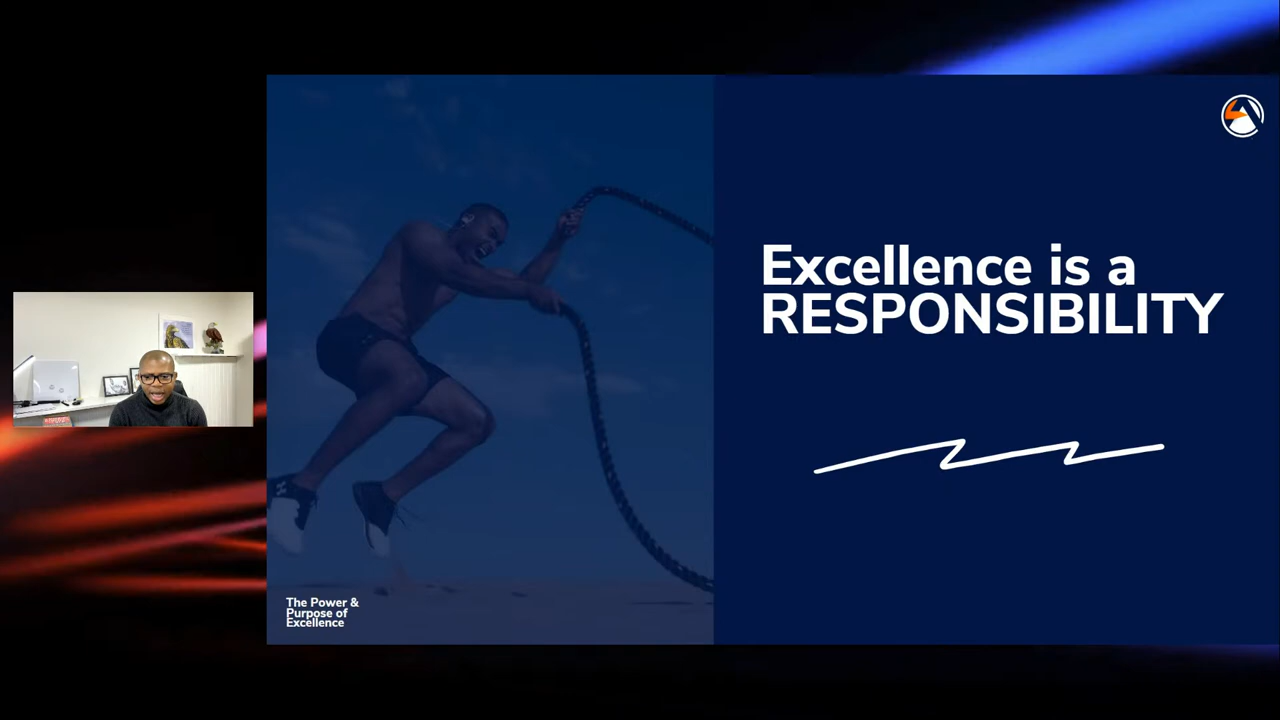 Excellence is a
RESPONSIBILITY
The Power &
Purpose of
Excellence